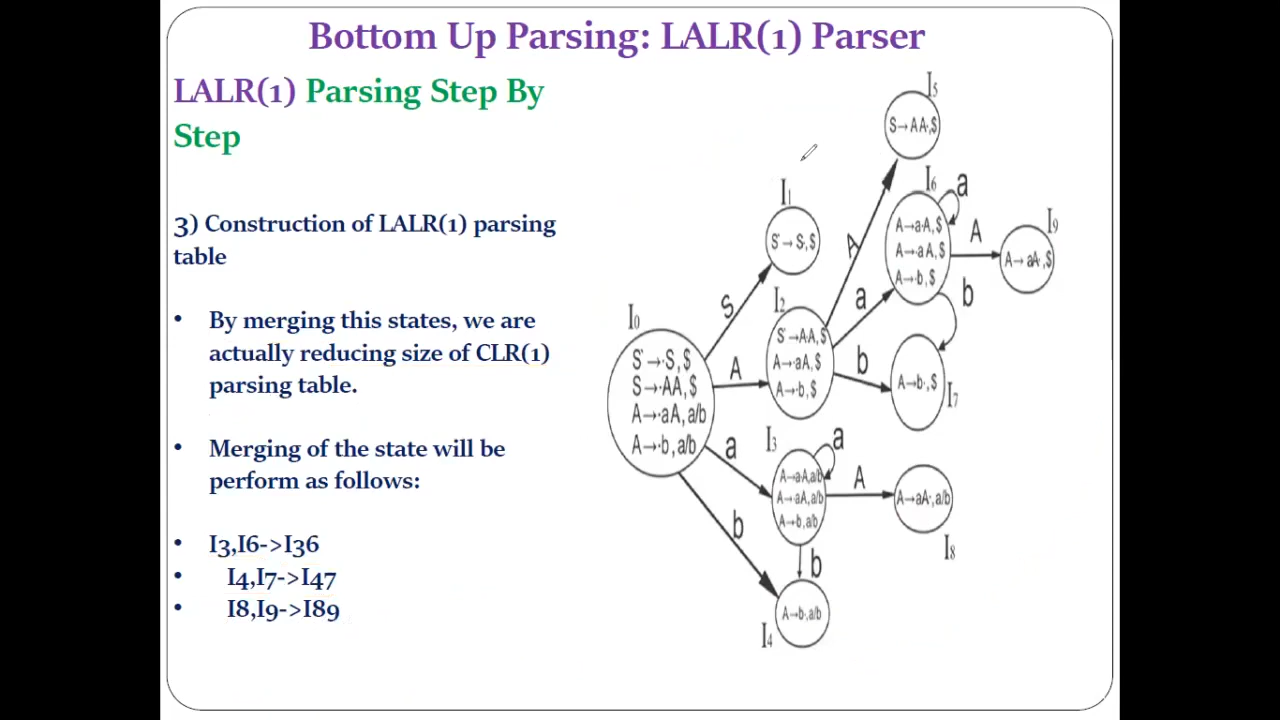 Bottom Up Parsing: LALR(1) Parser
LALR(1) Parsing Step By
Step
3) Construction of LALR(1) parsing
table
• By merging this states, we are
actually reducing size of CLR(1)
parsing table.
• Merging of the state will be
perform as follows:
• I3,I6->I36
• I4,I7->I47
• I8,I9->I89
I0
S'→·S, $
S→·AA, $
A→·aA, a/b
A→·b, a/b
S
A
a
b
I1
S'→S·, $
I2
S'→A·A, $
A→·aA, $
A→·b, $
A
a
b
I5
S→AA·, $
I6
A→a·A, $
A→·aA, $
A→·b, $
a
A
b
I9
A→aA·, $
I7
A→b·, $
I3
A→a·A, a/b
A→·aA, a/b
A→·b, a/b
a
A
b
I8
A→aA·, a/b
I4
A→b·, a/b